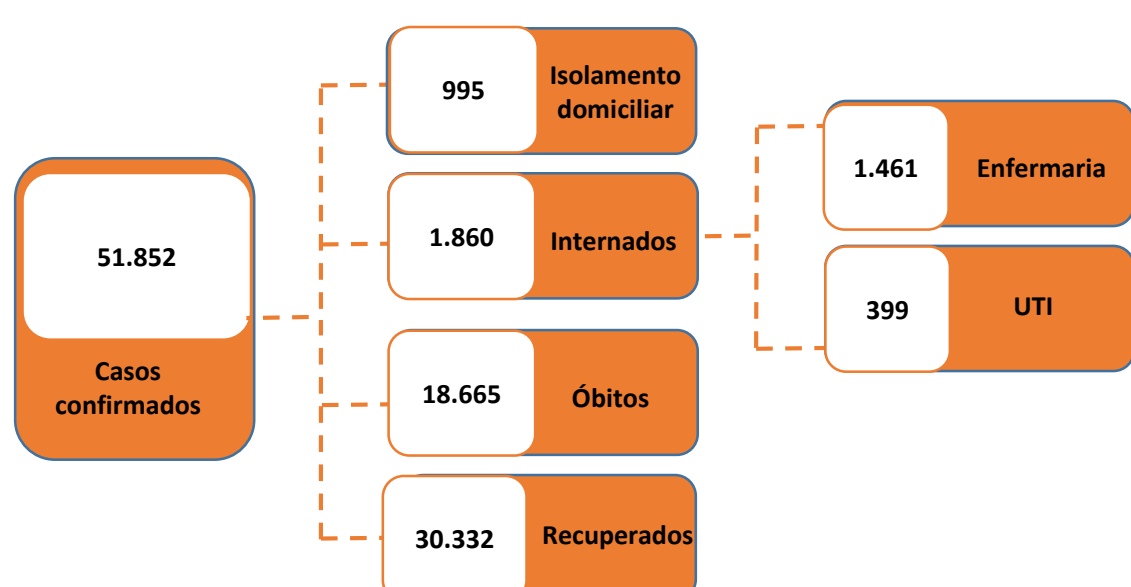 51.852
Casos
confirmados
995
Isolamento
domiciliar
1.860
Internados
18.665
Óbitos
30.332
Recuperados
1.461
Enfermaria
399
UTI